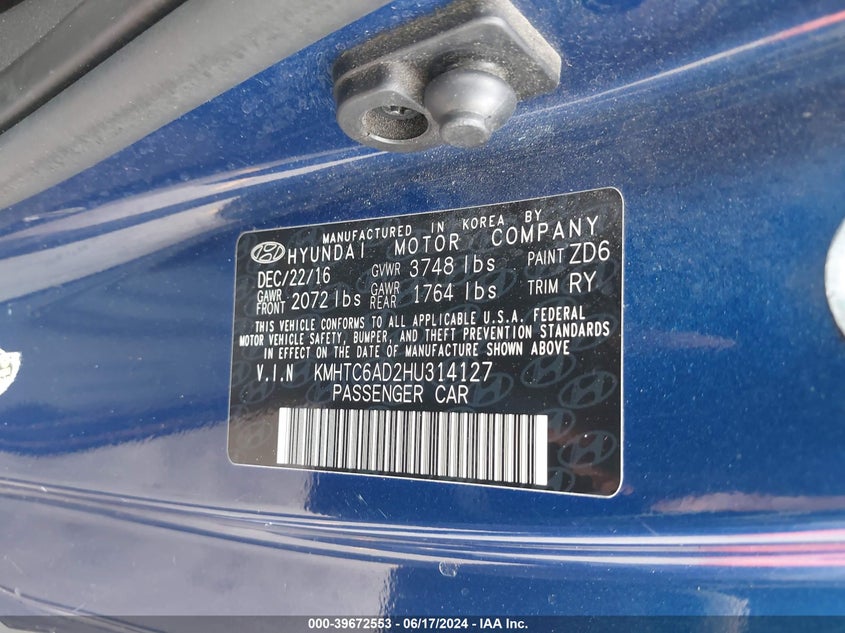 MANUFACTURED IN KOREA BY
HYUNDAI MOTOR COMPANY
DEC/22/16 GVWR 3748 lbs PAINT ZD6
GAWR FRONT 2072 lbs GAWR REAR 1764 lbs TRIM RY
THIS VEHICLE CONFORMS TO ALL APPLICABLE U.S.A. FEDERAL
MOTOR VEHICLE SAFETY, BUMPER, AND THEFT PREVENTION STANDARDS
IN EFFECT ON THE DATE OF MANUFACTURE SHOWN ABOVE
V.I.N KMHTC6AD2HU314127
PASSENGER CAR
000-39672553 - 06/17/2024 - IAA Inc.